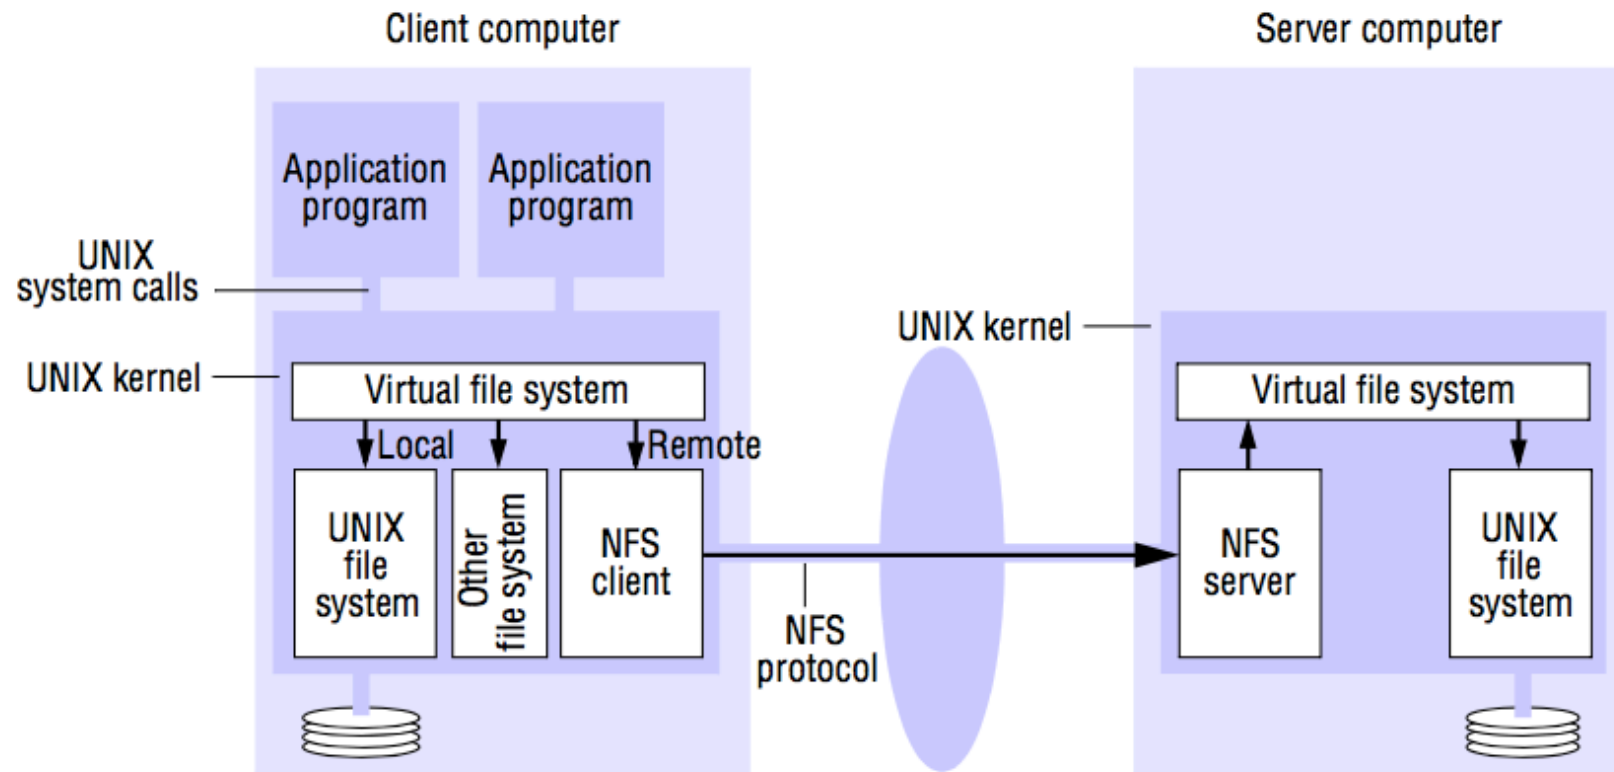 Client computer
Server computer
Application
program
Application
program
UNIX
system calls
UNIX kernel
Virtual file system
Local
Remote
UNIX
file
system
Other
file system
NFS
client
NFS
protocol
UNIX kernel
Virtual file system
NFS
server
UNIX
file
system